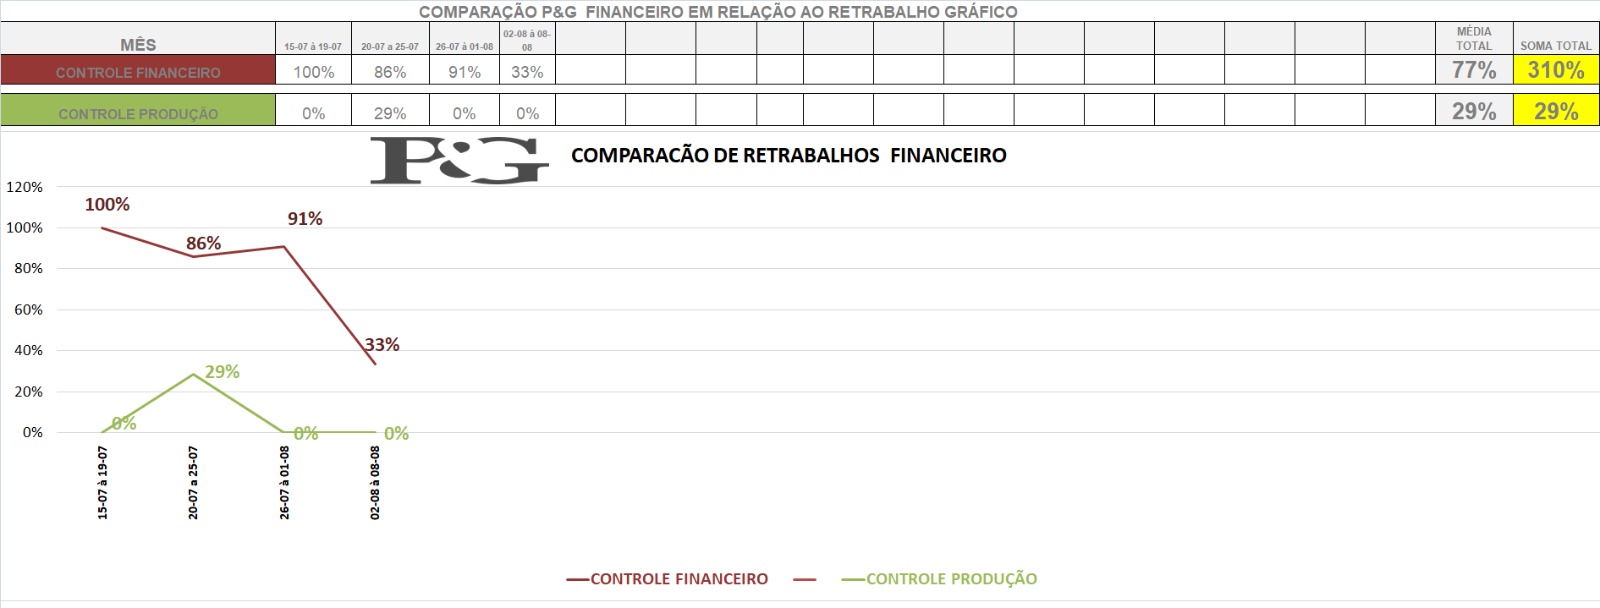 COMPARAÇÃO P&G  FINANCEIRO EM RELAÇÃO AO RETRABALHO GRÁFICO
MÊS 15-07 à 19-07 20-07 a 25-07 26-07 à 01-08 02-08 à 08-08 MÉDIA TOTAL SOMA TOTAL
CONTROLE FINANCEIRO 100% 86% 91% 33% 77% 310%
CONTROLE PRODUÇÃO 0% 29% 0% 0% 29% 29%
P&G COMPARACÃO DE RETRABALHOS  FINANCEIRO
120%
100%
80%
60%
40%
20%
0%
100%
86%
91%
33%
0%
29%
0%
0%
15-07 à 19-07
20-07 a 25-07
26-07 à 01-08
02-08 à 08-08
CONTROLE FINANCEIRO CONTROLE PRODUÇÃO